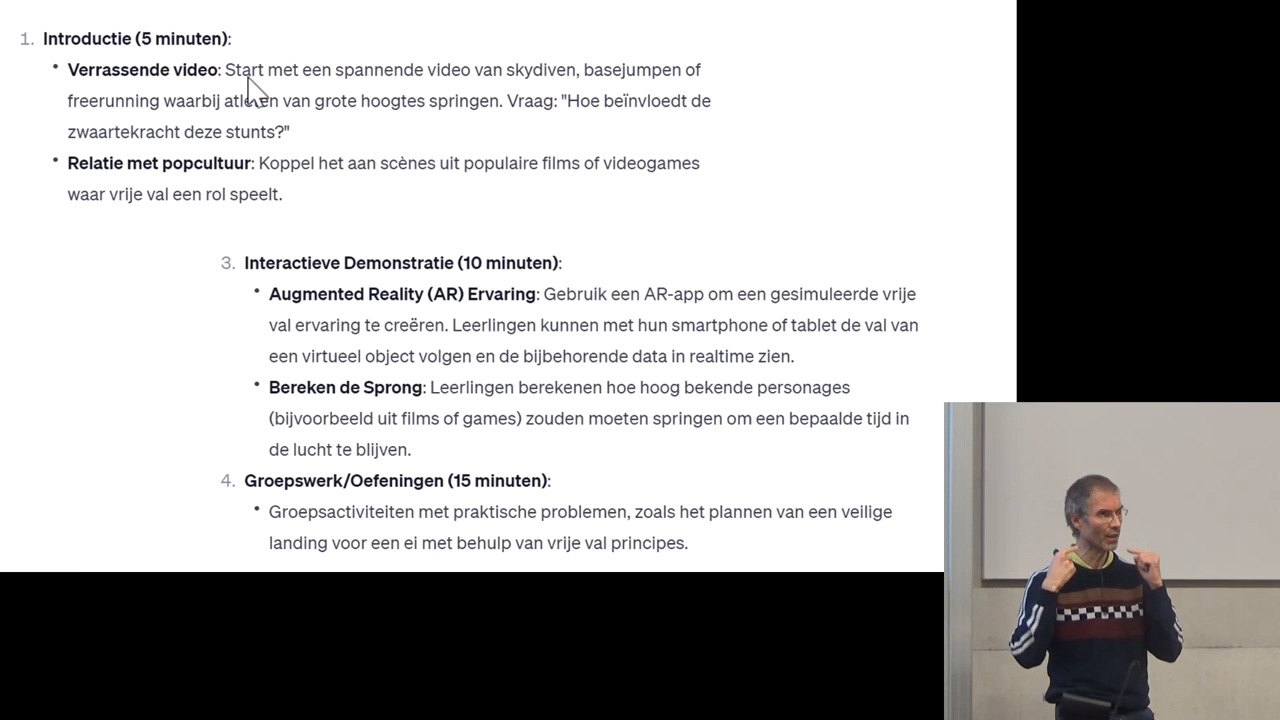 1. Introductie (5 minuten):
• Verrassende video: Start met een spannende video van skydiven, basejumpen of
freerunning waarbij atleten van grote hoogtes springen. Vraag: "Hoe beïnvloedt de
zwaartekracht deze stunts?"
• Relatie met popcultuur: Koppel het aan scènes uit populaire films of videogames
waar vrije val een rol speelt.
3. Interactieve Demonstratie (10 minuten):
• Augmented Reality (AR) Ervaring: Gebruik een AR-app om een gesimuleerde vrije
val ervaring te creëren. Leerlingen kunnen met hun smartphone of tablet de val van
een virtueel object volgen en de bijbehorende data in realtime zien.
• Bereken de Sprong: Leerlingen berekenen hoe hoog bekende personages
(bijvoorbeeld uit films of games) zouden moeten springen om een bepaalde tijd in
de lucht te blijven.
4. Groepswerk/Oefeningen (15 minuten):
• Groepsactiviteiten met praktische problemen, zoals het plannen van een veilige
landing voor een ei met behulp van vrije val principes.